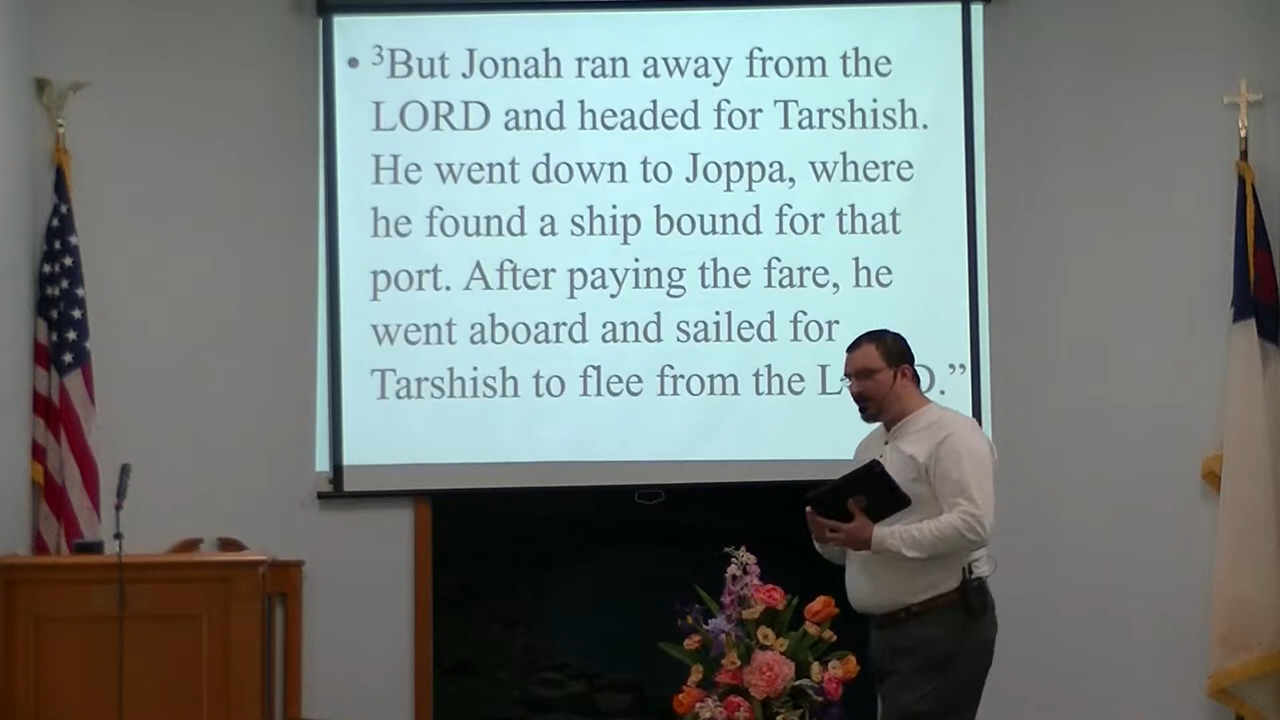 • ³But Jonah ran away from the
LORD and headed for Tarshish.
He went down to Joppa, where
he found a ship bound for that
port. After paying the fare, he
went aboard and sailed for
Tarshish to flee from the